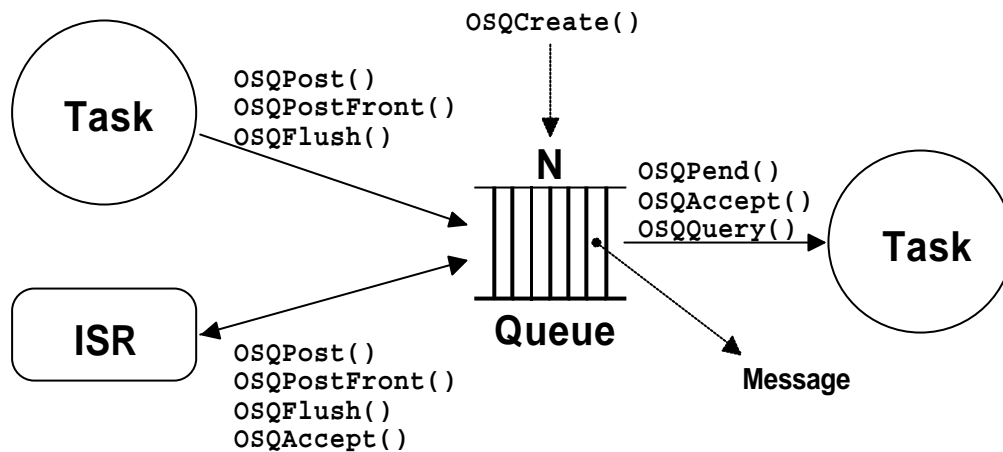 OSQCreate()
OSQPost()
OSQPostFront()
OSQFlush()
Task
N
OSQPend()
OSQAccept()
OSQQuery()
Task
Queue
ISR
OSQPost()
OSQPostFront()
OSQFlush()
OSQAccept()
Message